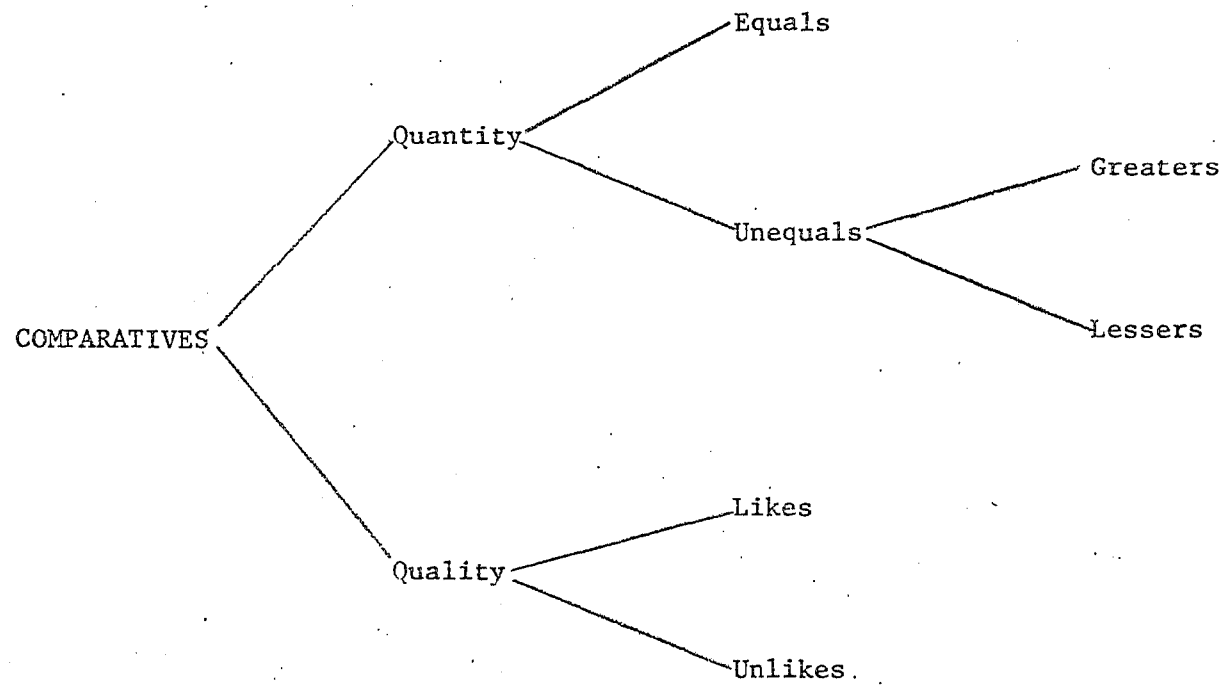 Equals
Quantity
Greaters
Unequals
Lessers
COMPARATIVES
Likes
Quality
Unlikes